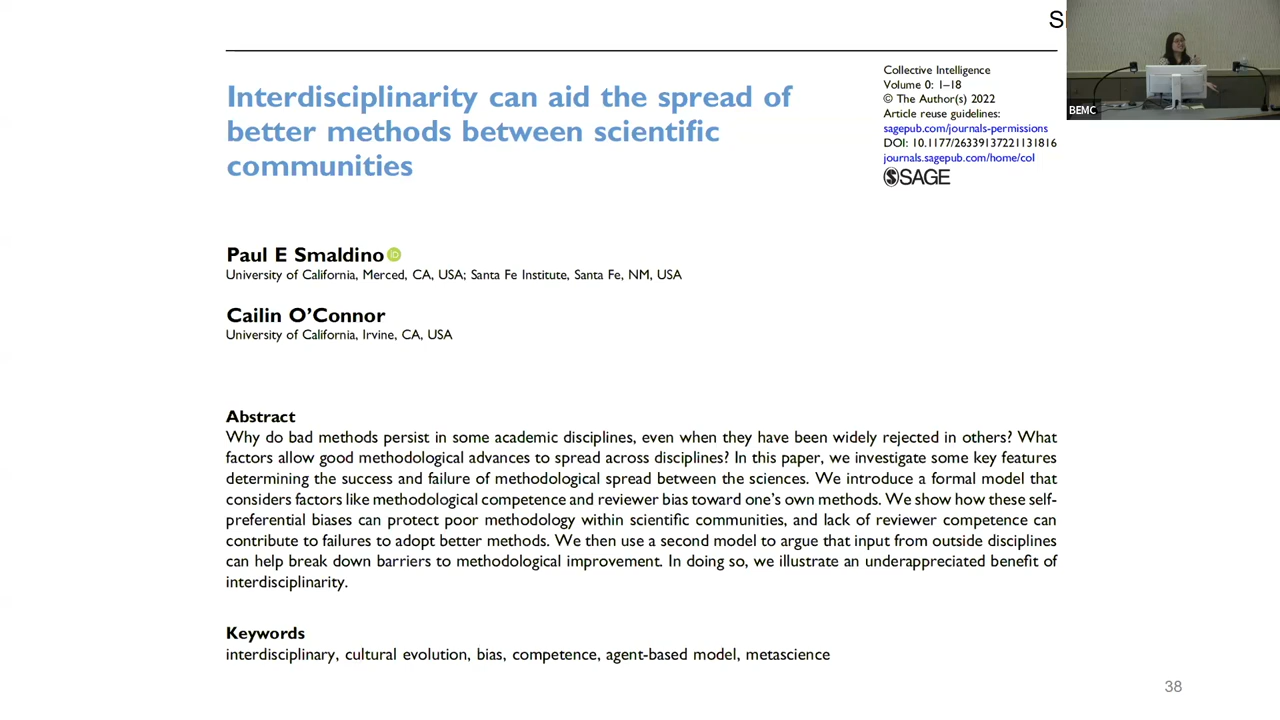 Interdisciplinarity can aid the spread of
better methods between scientific
communities
Collective Intelligence
Volume 0: 1–18
© The Author(s) 2022
Article reuse guidelines:
sagepub.com/journals-permissions
DOI: 10.1177/26339137221131816
journals.sagepub.com/home/col
SAGE
Paul E Smaldino
University of California, Merced, CA, USA; Santa Fe Institute, Santa Fe, NM, USA
Cailin O’Connor
University of California, Irvine, CA, USA
Abstract
Why do bad methods persist in some academic disciplines, even when they have been widely rejected in others? What
factors allow good methodological advances to spread across disciplines? In this paper, we investigate some key features
determining the success and failure of methodological spread between the sciences. We introduce a formal model that
considers factors like methodological competence and reviewer bias toward one’s own methods. We show how these self-
preferential biases can protect poor methodology within scientific communities, and lack of reviewer competence can
contribute to failures to adopt better methods. We then use a second model to argue that input from outside disciplines
can help break down barriers to methodological improvement. In doing so, we illustrate an underappreciated benefit of
interdisciplinarity.
Keywords
interdisciplinary, cultural evolution, bias, competence, agent-based model, metascience
38
BEMC